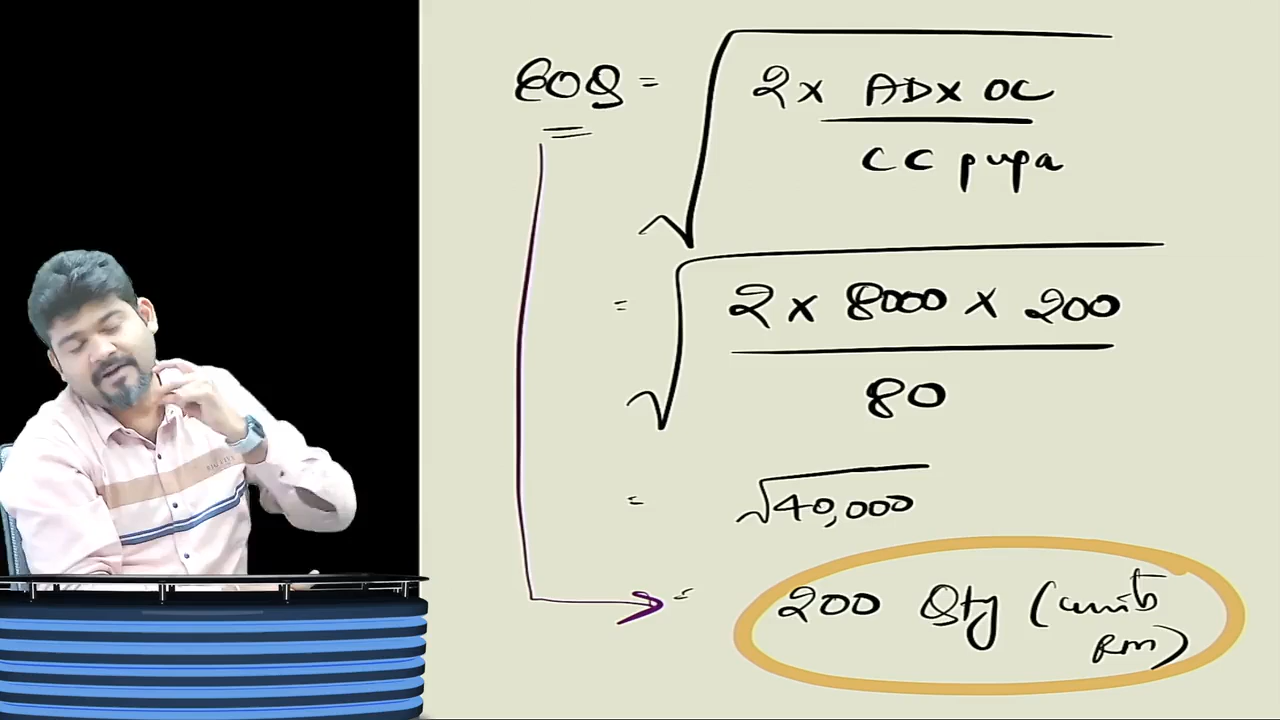 EOQ = √ 2 x AD x OC
CC pupa
= √ 2 x 8000 x 200
80
= √40,000
= 200 Qty (units
RM)